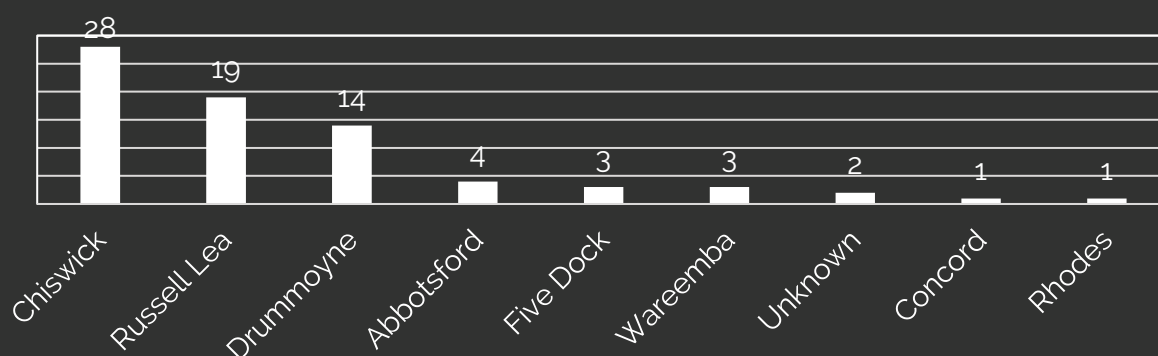 28
19
14
4
3
3
2
1
1
Chiswick
Russell Lea
Drummoyne
Abbotsford
Five Dock
Wareemba
Unknown
Concord
Rhodes